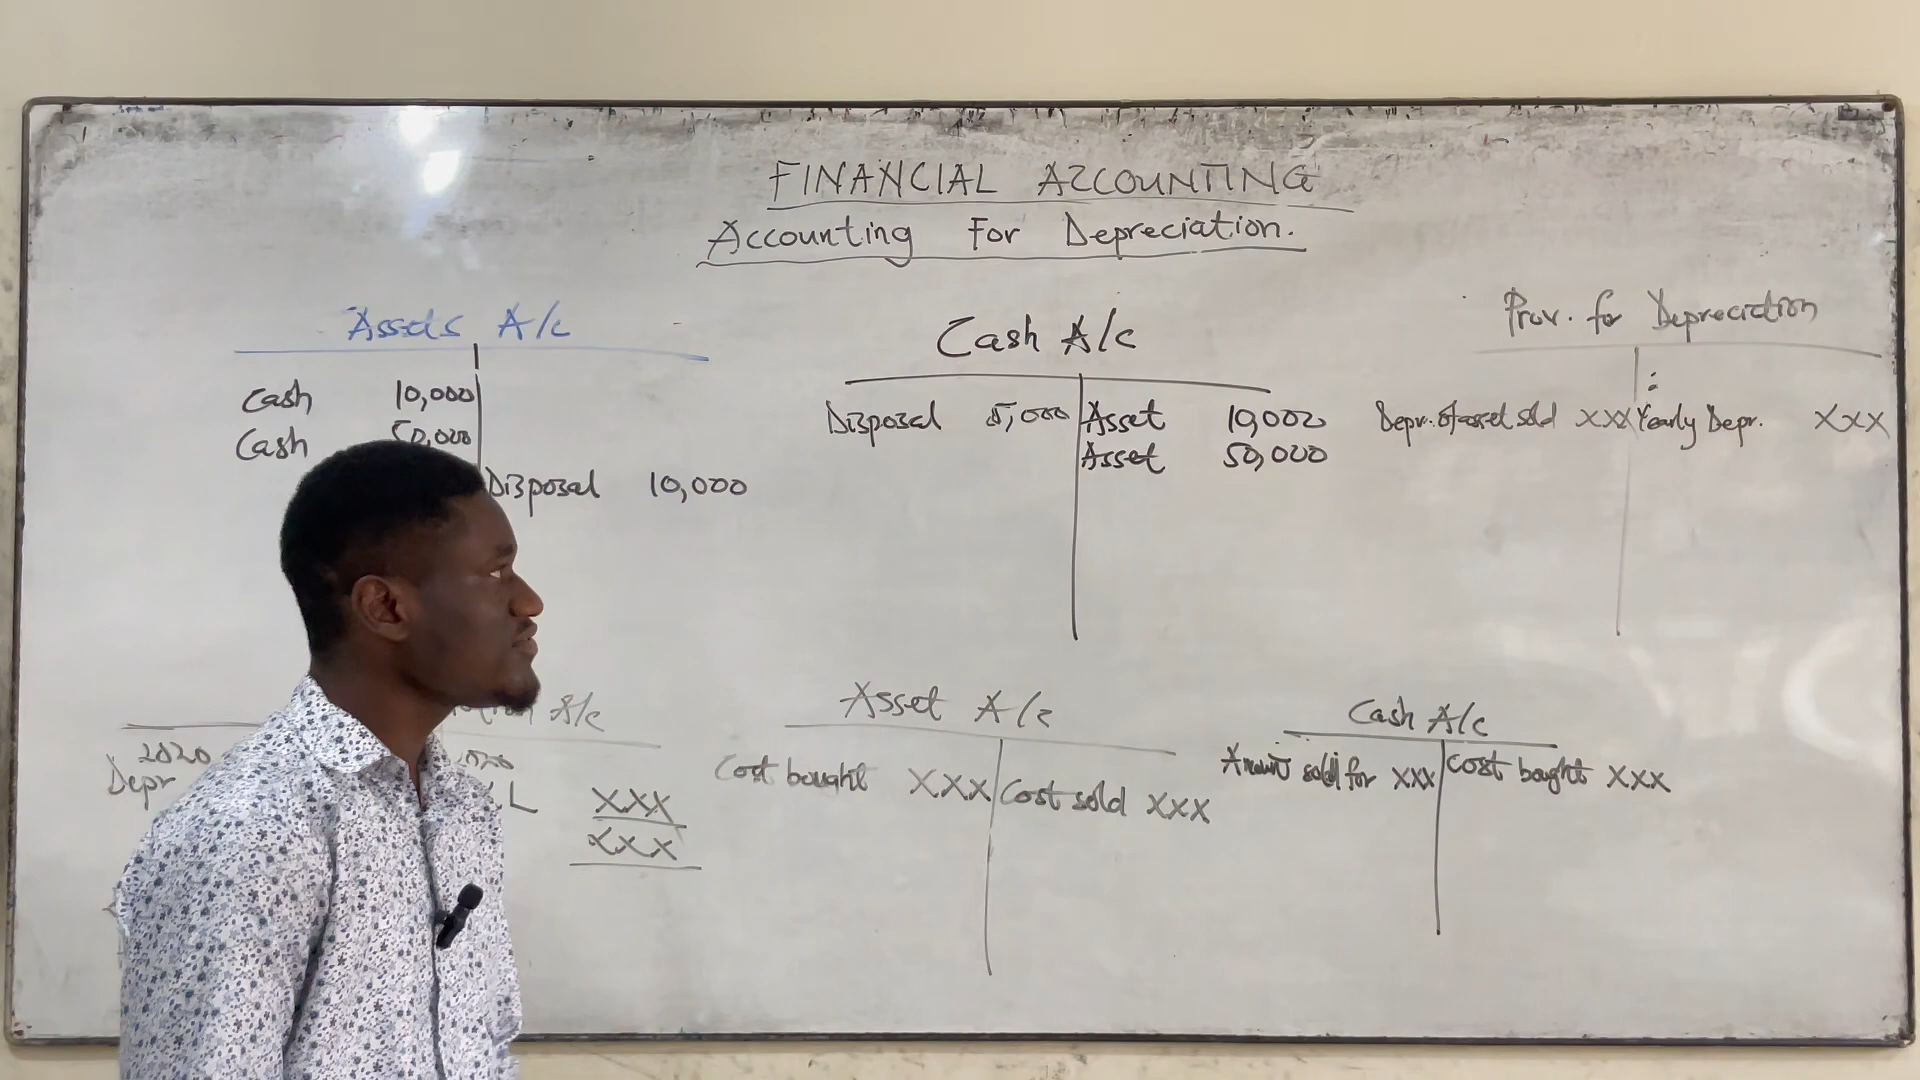 FINANCIAL ACCOUNTING
Accounting For Depreciation.
Assets A/c
Cash 10,000
Cash 50,000
Disposal 10,000
Cash A/c
Disposal 5,000 Asset 10,000
Asset 50,000
Prov. for Depreciation
:
Depr. of asset sold XXX Yearly Depr. XXX
A/c
2020
Depr
XXX
XXX
Asset A/c
Cost bought XXX Cost sold XXX
Cash A/c
Amount sold for XXX Cost bought XXX